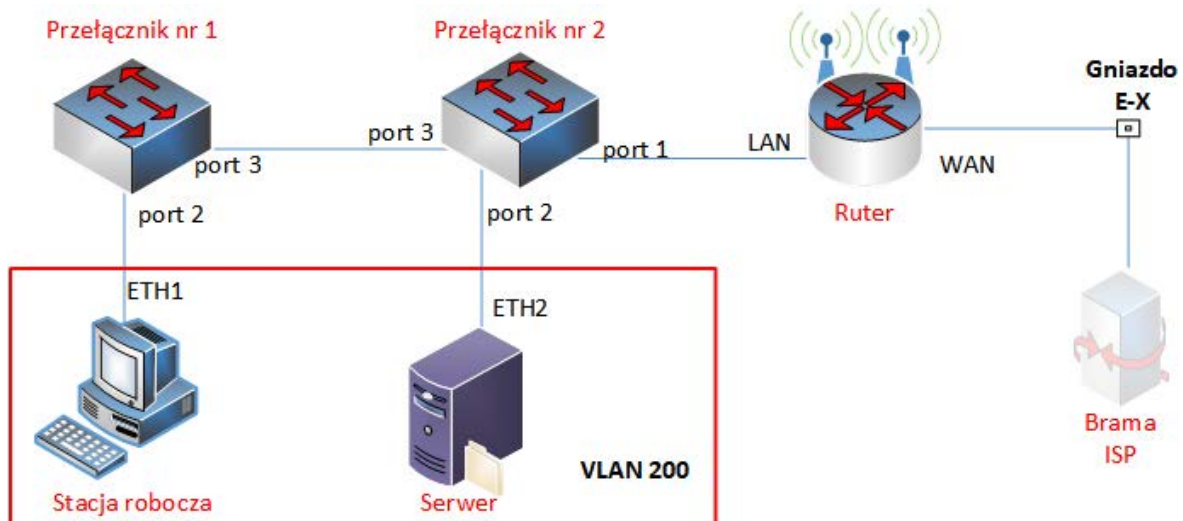 Przełącznik nr 1
Przełącznik nr 2
Gniazdo
E-X
port 3
port 3
port 1
LAN
WAN
port 2
port 2
Ruter
ETH1
ETH2
Brama
ISP
VLAN 200
Stacja robocza
Serwer